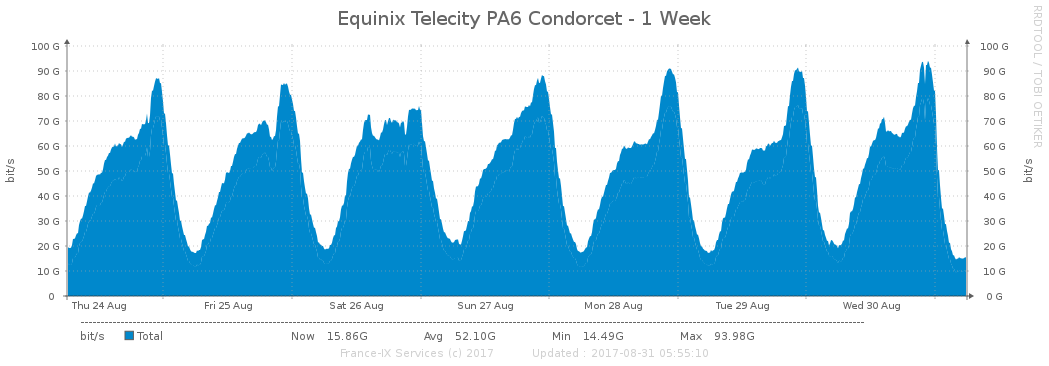 Equinix Telecity PA6 Condorcet - 1 Week
RRDTOOL / TOBI OETIKER
bit/s
100 G 100 G
90 G 90 G
80 G 80 G
70 G 70 G
60 G 60 G
50 G 50 G
40 G 40 G
30 G 30 G
20 G 20 G
10 G 10 G
0 0 G
bit/s
Thu 24 Aug Fri 25 Aug Sat 26 Aug Sun 27 Aug Mon 28 Aug Tue 29 Aug Wed 30 Aug
bit/s Total Now 15.86G Avg 52.10G Min 14.49G Max 93.98G
France-IX Services (c) 2017 Updated : 2017-08-31 05:55:10